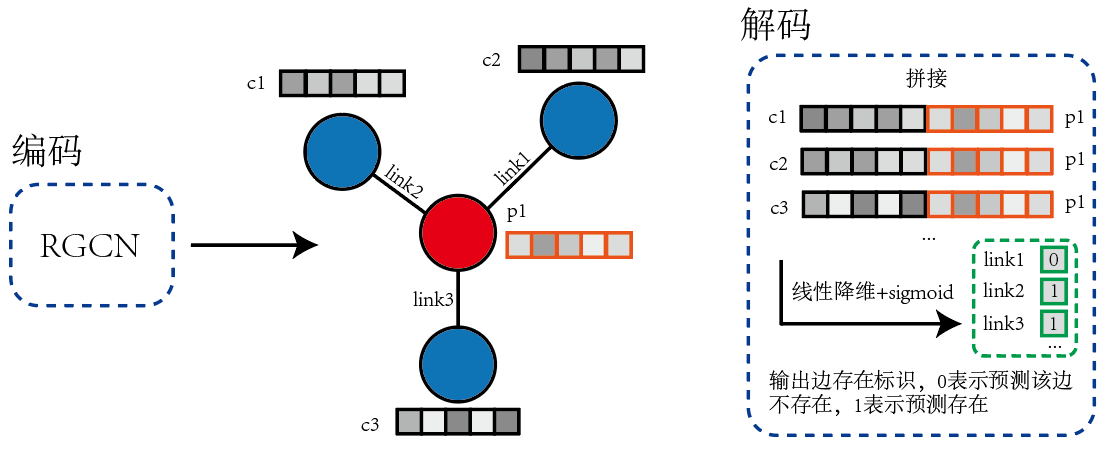 编码
RGCN
c1
c2
link2
link1
p1
link3
c3
解码
拼接
c1 p1
c2 p1
c3 p1
...
link1 0
link2 1
link3 1
...
线性降维+sigmoid
输出边存在标识，0表示预测该边
不存在，1表示预测存在